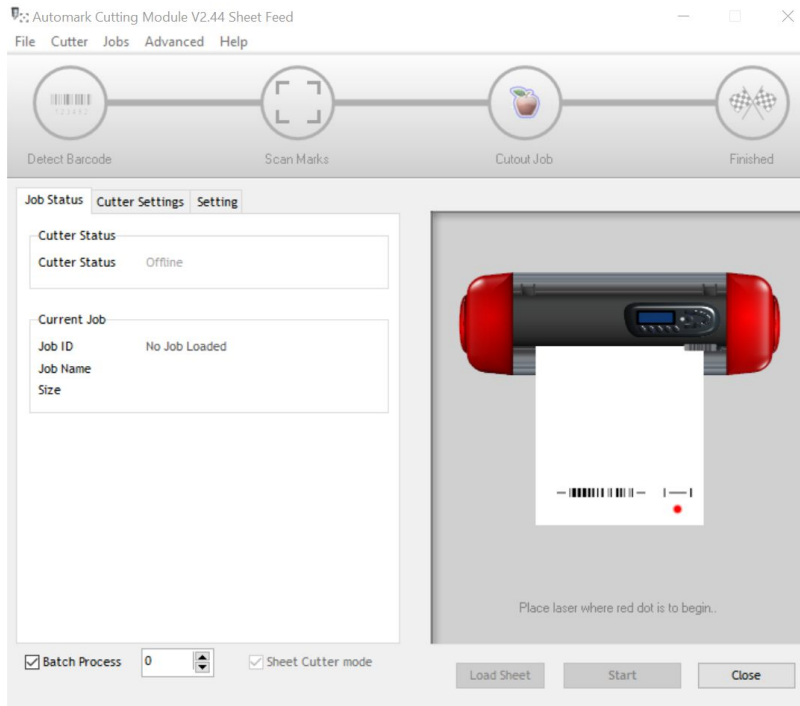 Automark Cutting Module V2.44 Sheet Feed
File Cutter Jobs Advanced Help
Detect Barcode Scan Marks Cutout Job Finished
Job Status Cutter Settings Setting
Cutter Status
Cutter Status Offline
Current Job
Job ID No Job Loaded
Job Name
Size
Place laser where red dot is to begin..
Batch Process 0 Sheet Cutter mode
Load Sheet Start Close